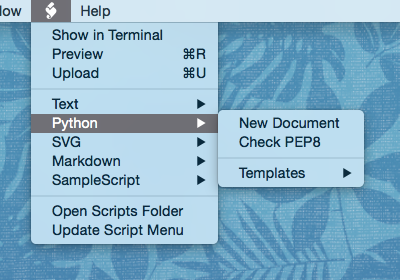 Help
Show in Terminal
Preview ⌘R
Upload ⌘U
Text
Python
SVG
Markdown
SampleScript
Open Scripts Folder
Update Script Menu
New Document
Check PEP8
Templates